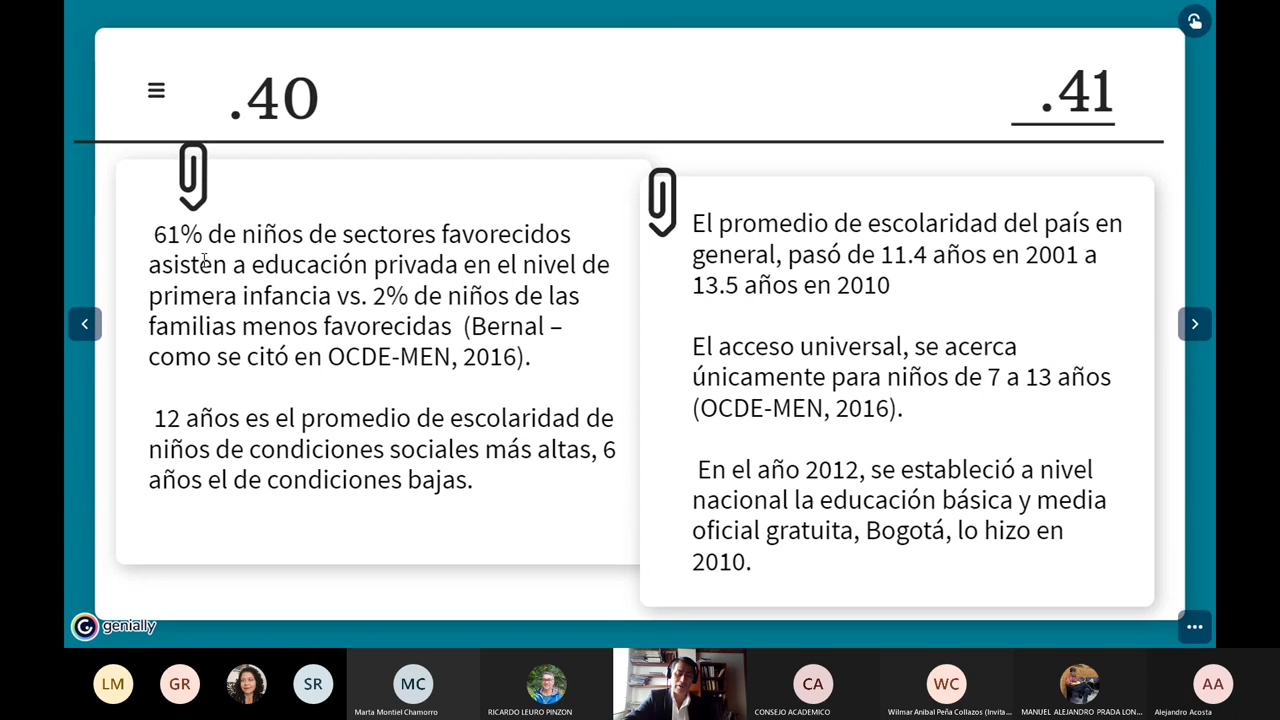 .40
.41
61% de niños de sectores favorecidos
asisten a educación privada en el nivel de
primera infancia vs. 2% de niños de las
familias menos favorecidas (Bernal –
como se citó en OCDE-MEN, 2016).
12 años es el promedio de escolaridad de
niños de condiciones sociales más altas, 6
años el de condiciones bajas.
El promedio de escolaridad del país en
general, pasó de 11.4 años en 2001 a
13.5 años en 2010
El acceso universal, se acerca
únicamente para niños de 7 a 13 años
(OCDE-MEN, 2016).
En el año 2012, se estableció a nivel
nacional la educación básica y media
oficial gratuita, Bogotá, lo hizo en
2010.
genially
LM
GR
SR
MC
CA
WC
AA
Marta Montiel Chamorro
RICARDO LEURO PINZON
CONSEJO ACADEMICO
Wilmar Anibal Peña Collazos (Invita...
MANUEL ALEJANDRO PRADA LON...
Alejandro Acosta